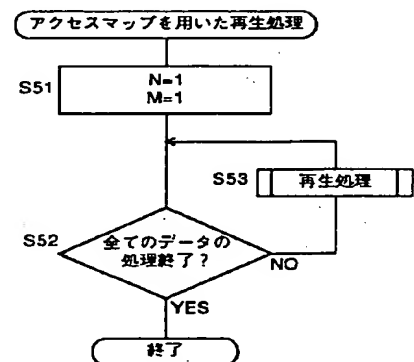 アクセスマップを用いた再生処理
S51
N=1
M=1
S53
再生処理
S52
全てのデータの
処理終了?
NO
YES
終了